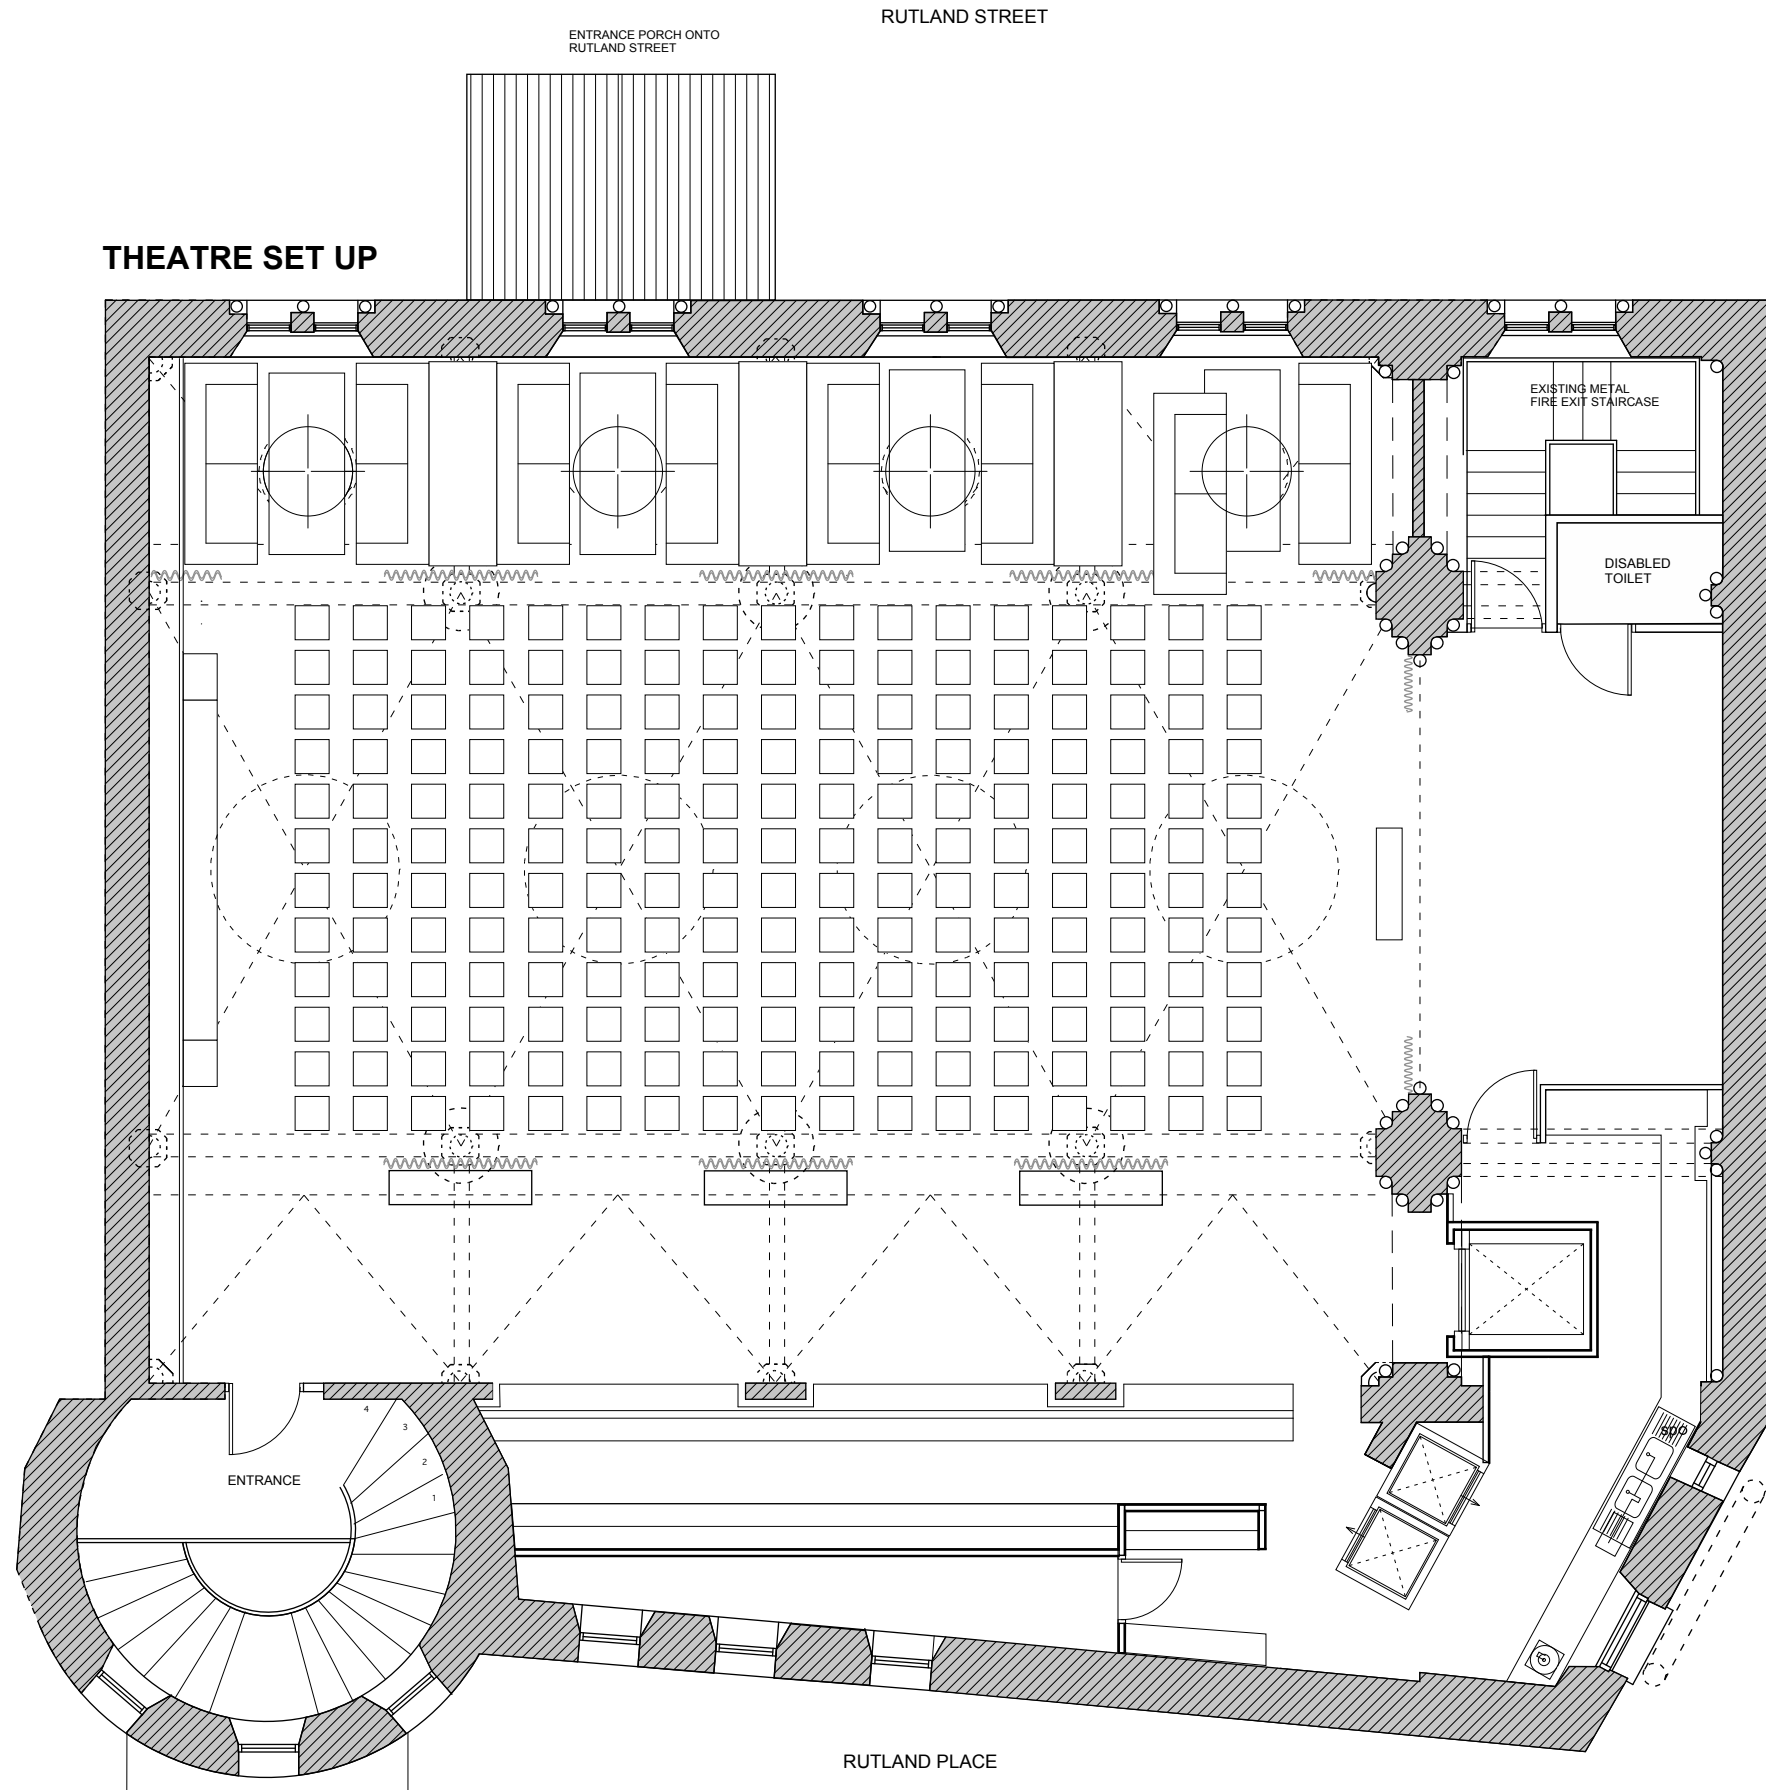 RUTLAND STREET
ENTRANCE PORCH ONTO
RUTLAND STREET
THEATRE SET UP
EXISTING METAL
FIRE EXIT STAIRCASE
DISABLED
TOILET
4
3
2
1
ENTRANCE
spo
RUTLAND PLACE